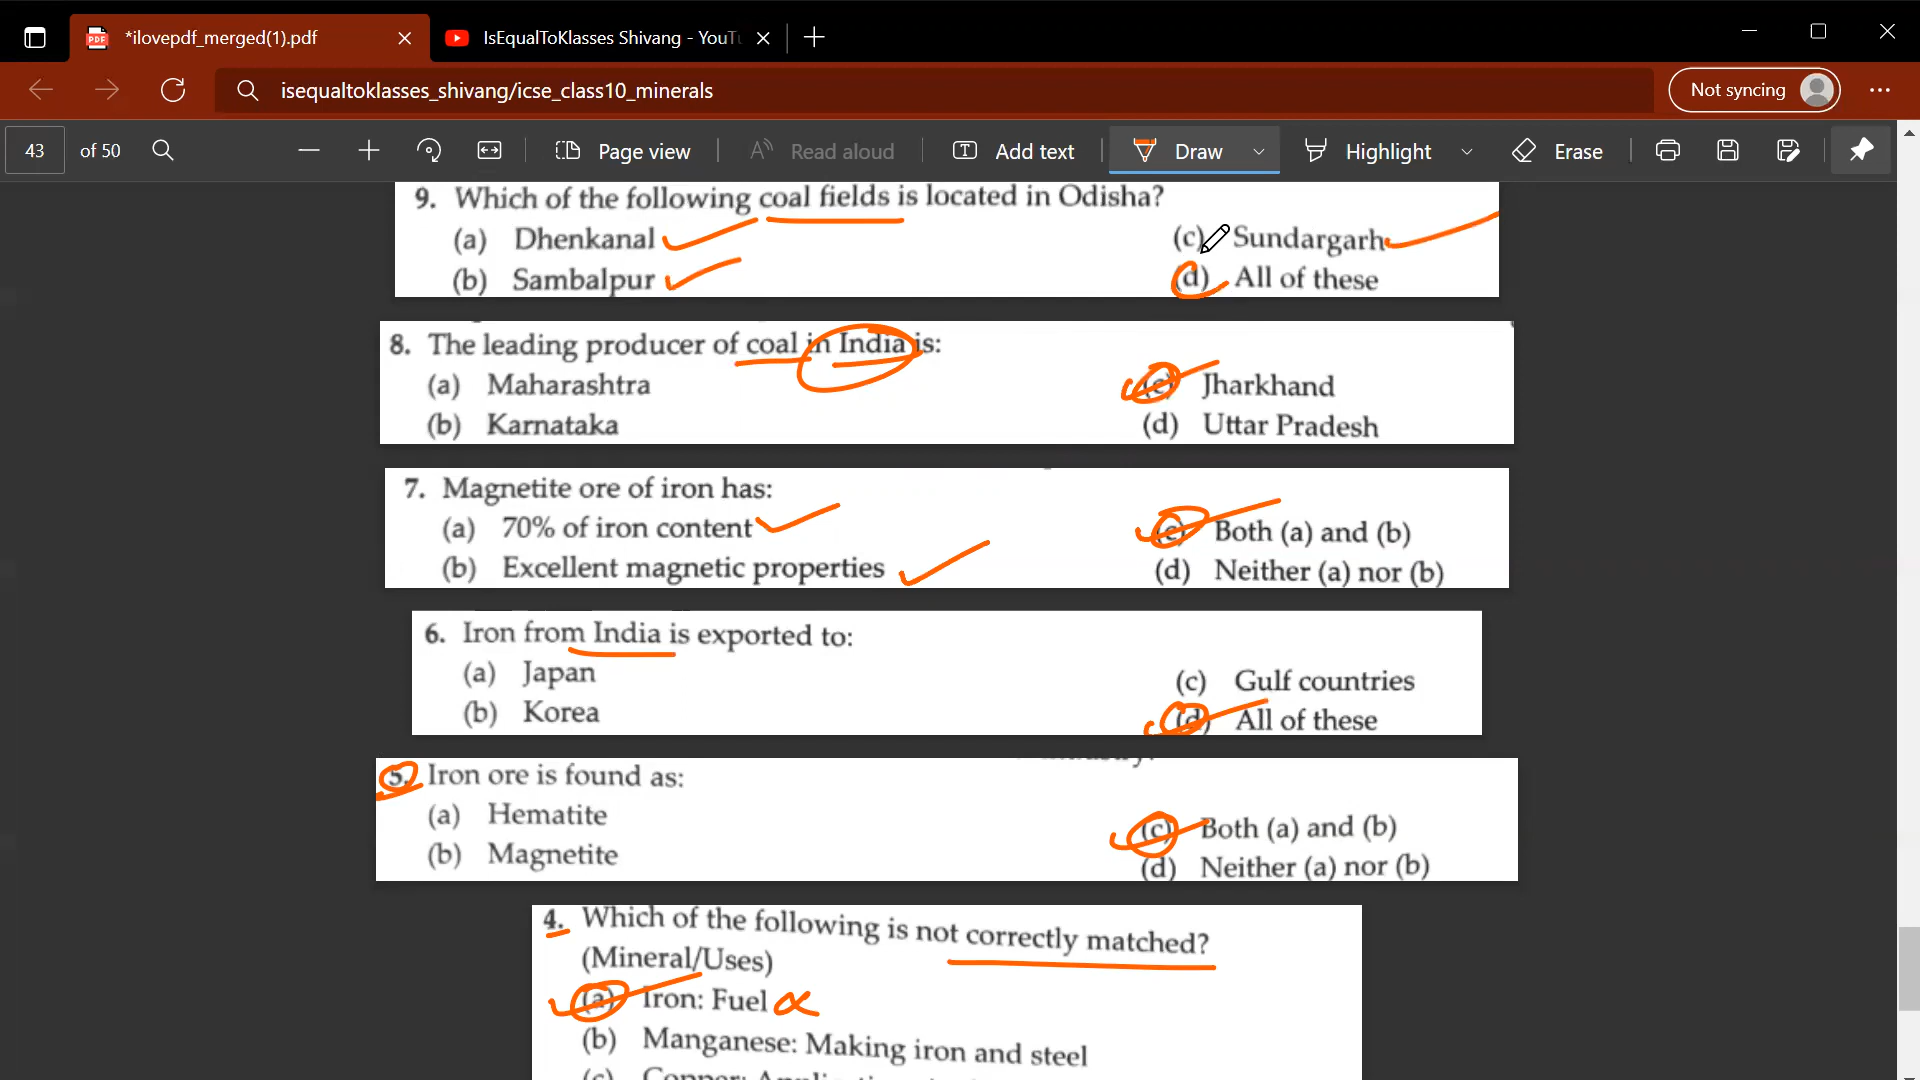 *ilovepdf_merged(1).pdf
IsEqualToKlasses Shivang - YouTu
isequaltoklasses_shivang/icse_class10_minerals
Not syncing
43 of 50
Page view
Read aloud
Add text
Draw
Highlight
Erase
9. Which of the following coal fields is located in Odisha?
(a) Dhenkanal
(c) Sundargarh
(b) Sambalpur
(d) All of these
8. The leading producer of coal in India is:
(a) Maharashtra
(c) Jharkhand
(b) Karnataka
(d) Uttar Pradesh
7. Magnetite ore of iron has:
(a) 70% of iron content
(c) Both (a) and (b)
(b) Excellent magnetic properties
(d) Neither (a) nor (b)
6. Iron from India is exported to:
(a) Japan
(c) Gulf countries
(b) Korea
(d) All of these
5. Iron ore is found as:
(a) Hematite
(c) Both (a) and (b)
(b) Magnetite
(d) Neither (a) nor (b)
4. Which of the following is not correctly matched?
(Mineral/Uses)
(a) Iron: Fuel
(b) Manganese: Making iron and steel